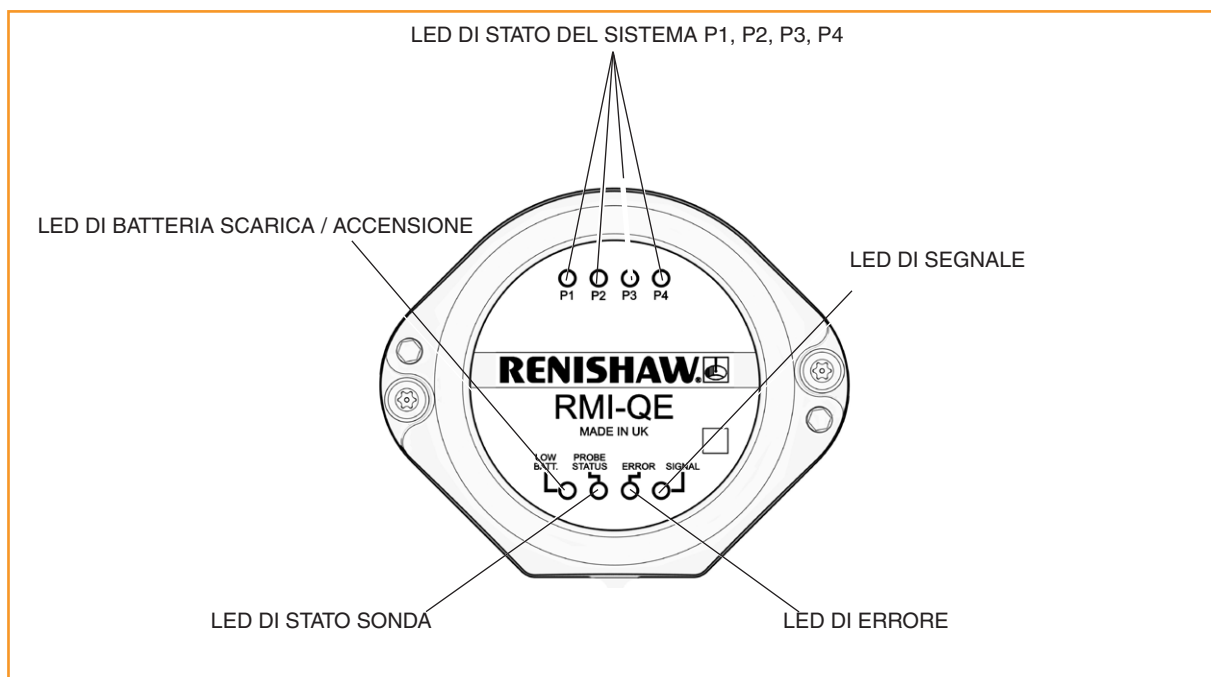 LED DI STATO DEL SISTEMA P1, P2, P3, P4
LED DI BATTERIA SCARICA / ACCENSIONE
LED DI SEGNALE
P1 P2 P3 P4
RENISHAW.
RMI-QE
MADE IN UK
LOW BATT.
PROBE STATUS
ERROR
SIGNAL
LED DI STATO SONDA
LED DI ERRORE